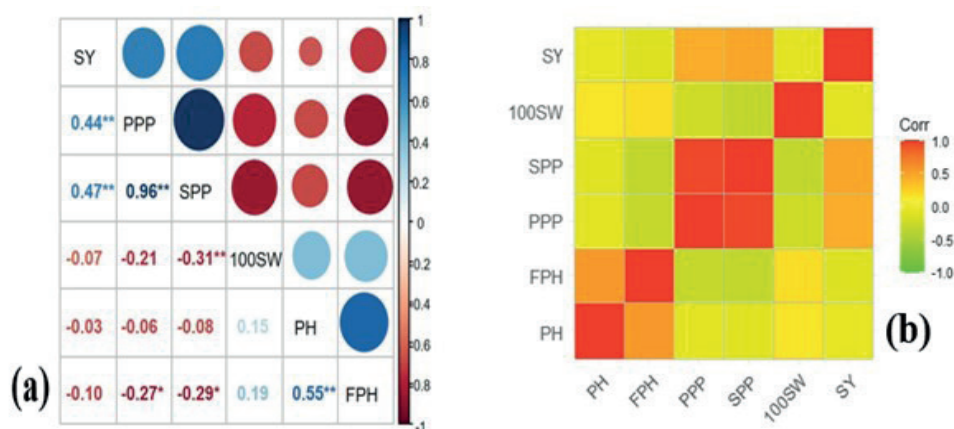 SY
0.44** PPP
0.47** 0.96** SPP
-0.07 -0.21 -0.31** 100SW
-0.03 -0.06 -0.08 0.15 PH
-0.10 -0.27* -0.29* 0.19 0.55** FPH
1
0.8
0.6
0.4
0.2
0
0.2
0.4
0.6
0.8
-1
(a)
SY
100SW
SPP
PPP
FPH
PH
PH FPH PPP SPP 100SW SY
Corr
1.0
0.5
0.0
-0.5
-1.0
(b)